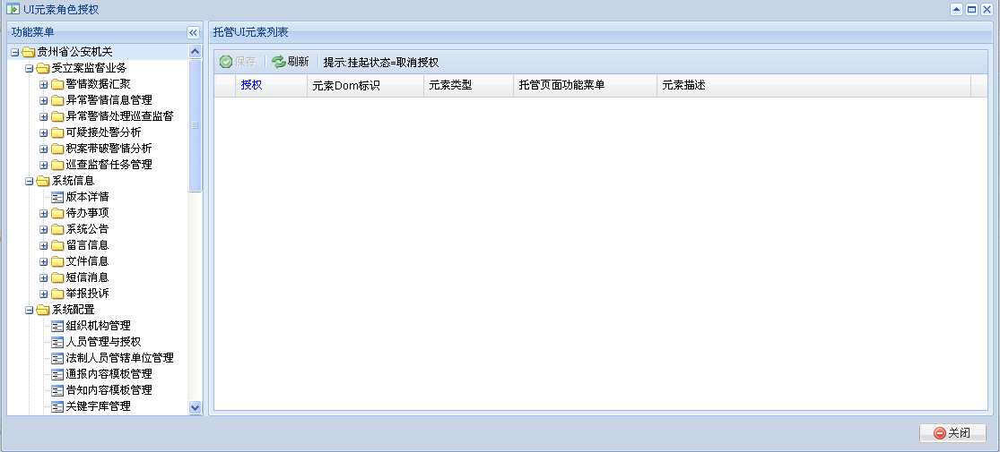 UI元素角色授权
功能菜单
贵州省公安机关
受立案监督业务
警情数据汇聚
异常警情信息管理
异常警情处理巡查监督
可疑接处警分析
积案带破警情分析
巡查监督任务管理
系统信息
版本详情
待办事项
系统公告
留言信息
文件信息
短信消息
举报投诉
系统配置
组织机构管理
人员管理与授权
法制人员管辖单位管理
通报内容模板管理
告知内容模板管理
关键字库管理
托管UI元素列表
保存 刷新 提示:挂起状态=取消授权
授权 元素Dom标识 元素类型 托管页面功能菜单 元素描述
关闭